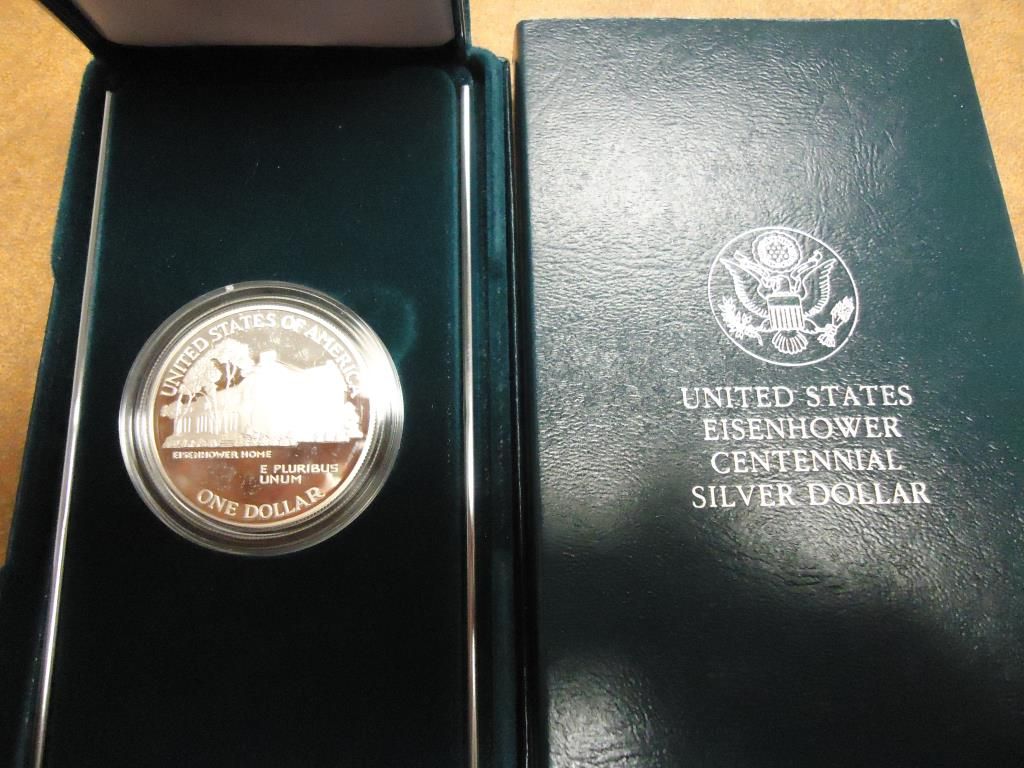 UNITED STATES OF AMERICA
EISENHOWER HOME
E PLURIBUS
UNUM
ONE DOLLAR
UNITED STATES
EISENHOWER
CENTENNIAL
SILVER DOLLAR